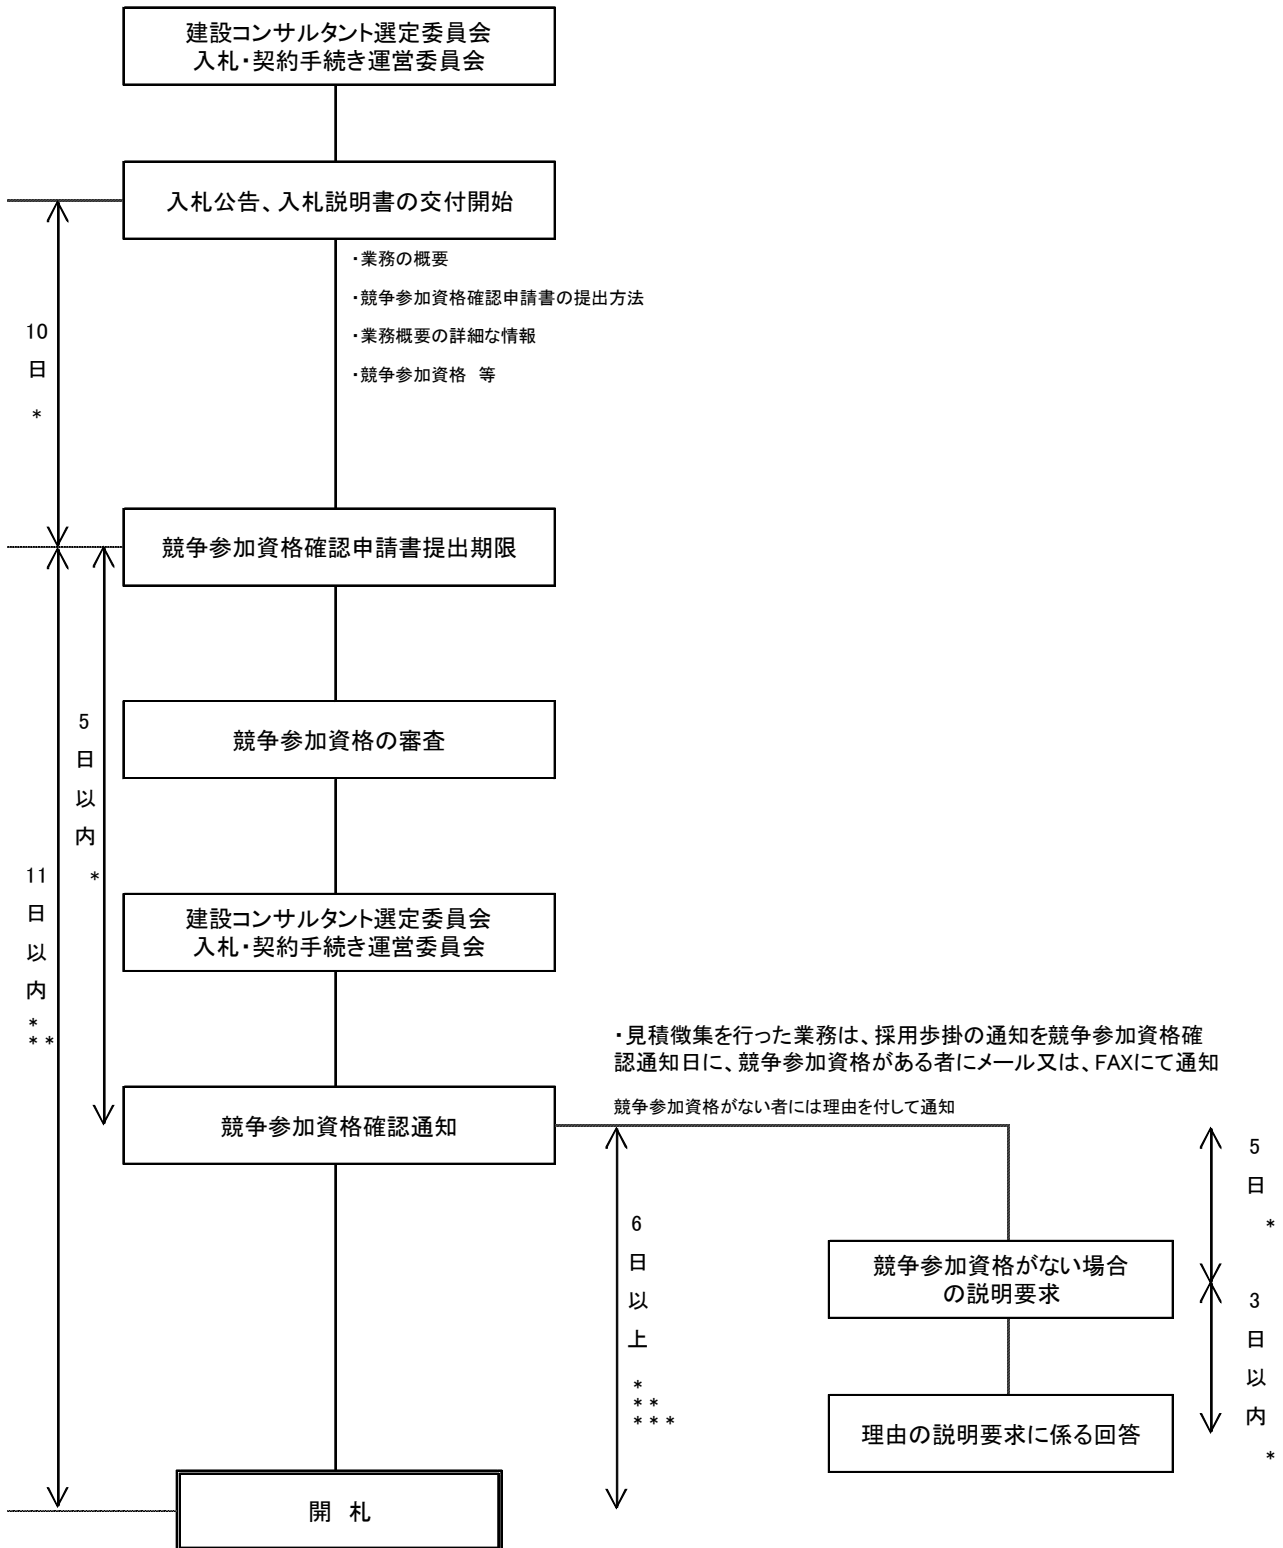 建設コンサルタント選定委員会
入札・契約手続き運営委員会
入札公告、入札説明書の交付開始
・業務の概要
・競争参加資格確認申請書の提出方法
・業務概要の詳細な情報
・競争参加資格　等
10
日
*
競争参加資格確認申請書提出期限
競争参加資格の審査
5
日
以
内
*
11
日
以
内
*
* *
建設コンサルタント選定委員会
入札・契約手続き運営委員会
・見積徴集を行った業務は、採用歩掛の通知を競争参加資格確
認通知日に、競争参加資格がある者にメール又は、FAXにて通知
競争参加資格がない者には理由を付して通知
競争参加資格確認通知
6
日
以
上
*
* *
* * *
5
日
*
競争参加資格がない場合
の説明要求
3
日
以
内
*
理由の説明要求に係る回答
開　札